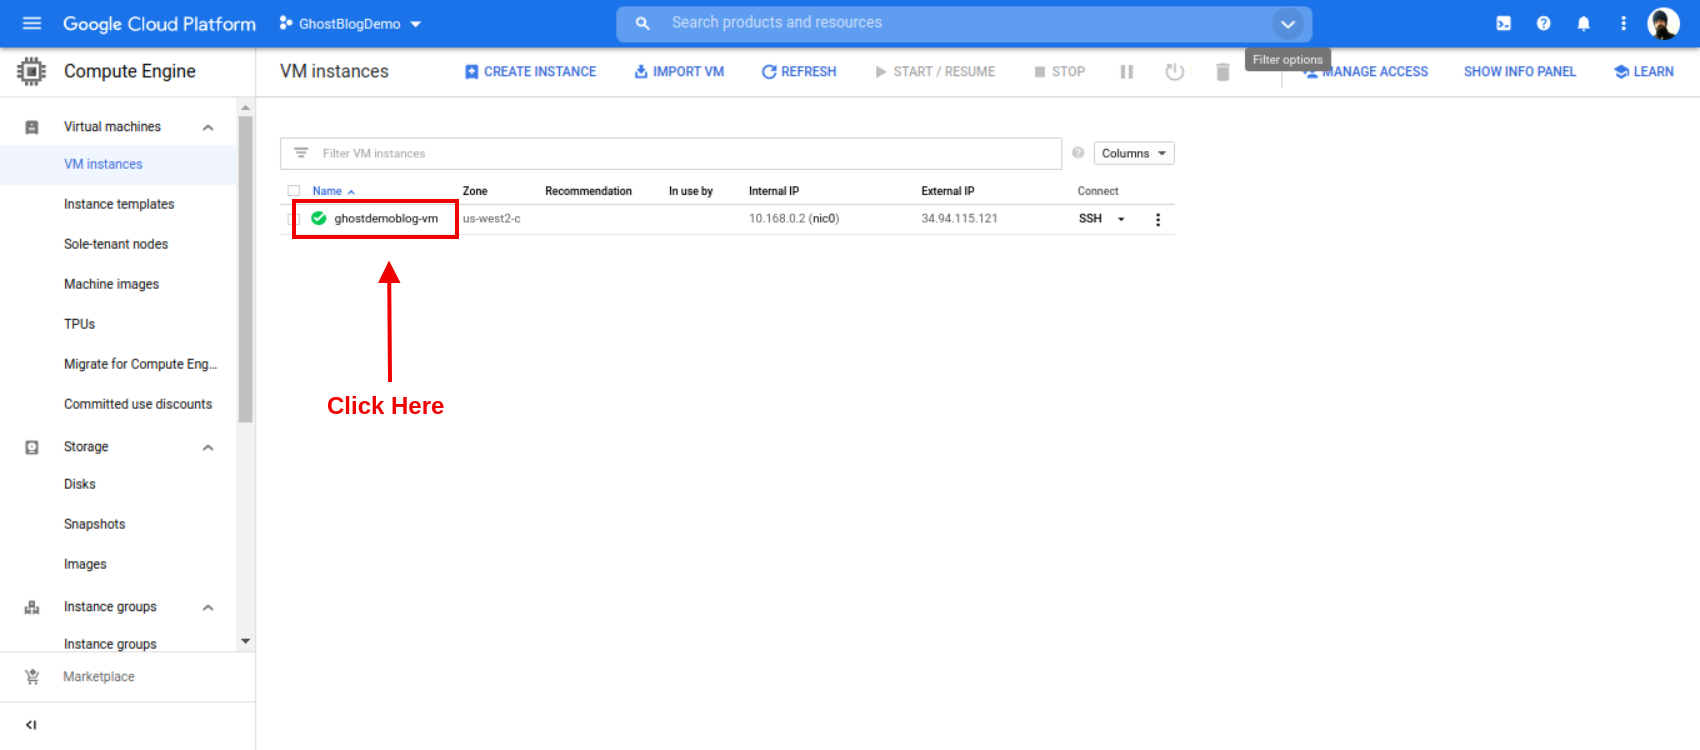 Google Cloud Platform GhostBlogDemo Search products and resources
Filter options
Compute Engine VM instances CREATE INSTANCE IMPORT VM REFRESH START / RESUME STOP MANAGE ACCESS SHOW INFO PANEL LEARN
Virtual machines
VM instances
Instance templates
Sole-tenant nodes
Machine images
TPUs
Migrate for Compute Eng...
Committed use discounts
Storage
Disks
Snapshots
Images
Instance groups
Instance groups
Marketplace
Filter VM instances Columns
Name Zone Recommendation In use by Internal IP External IP Connect
ghostdemoblog-vm us-west2-c 10.168.0.2 (nic0) 34.94.115.121 SSH
Click Here